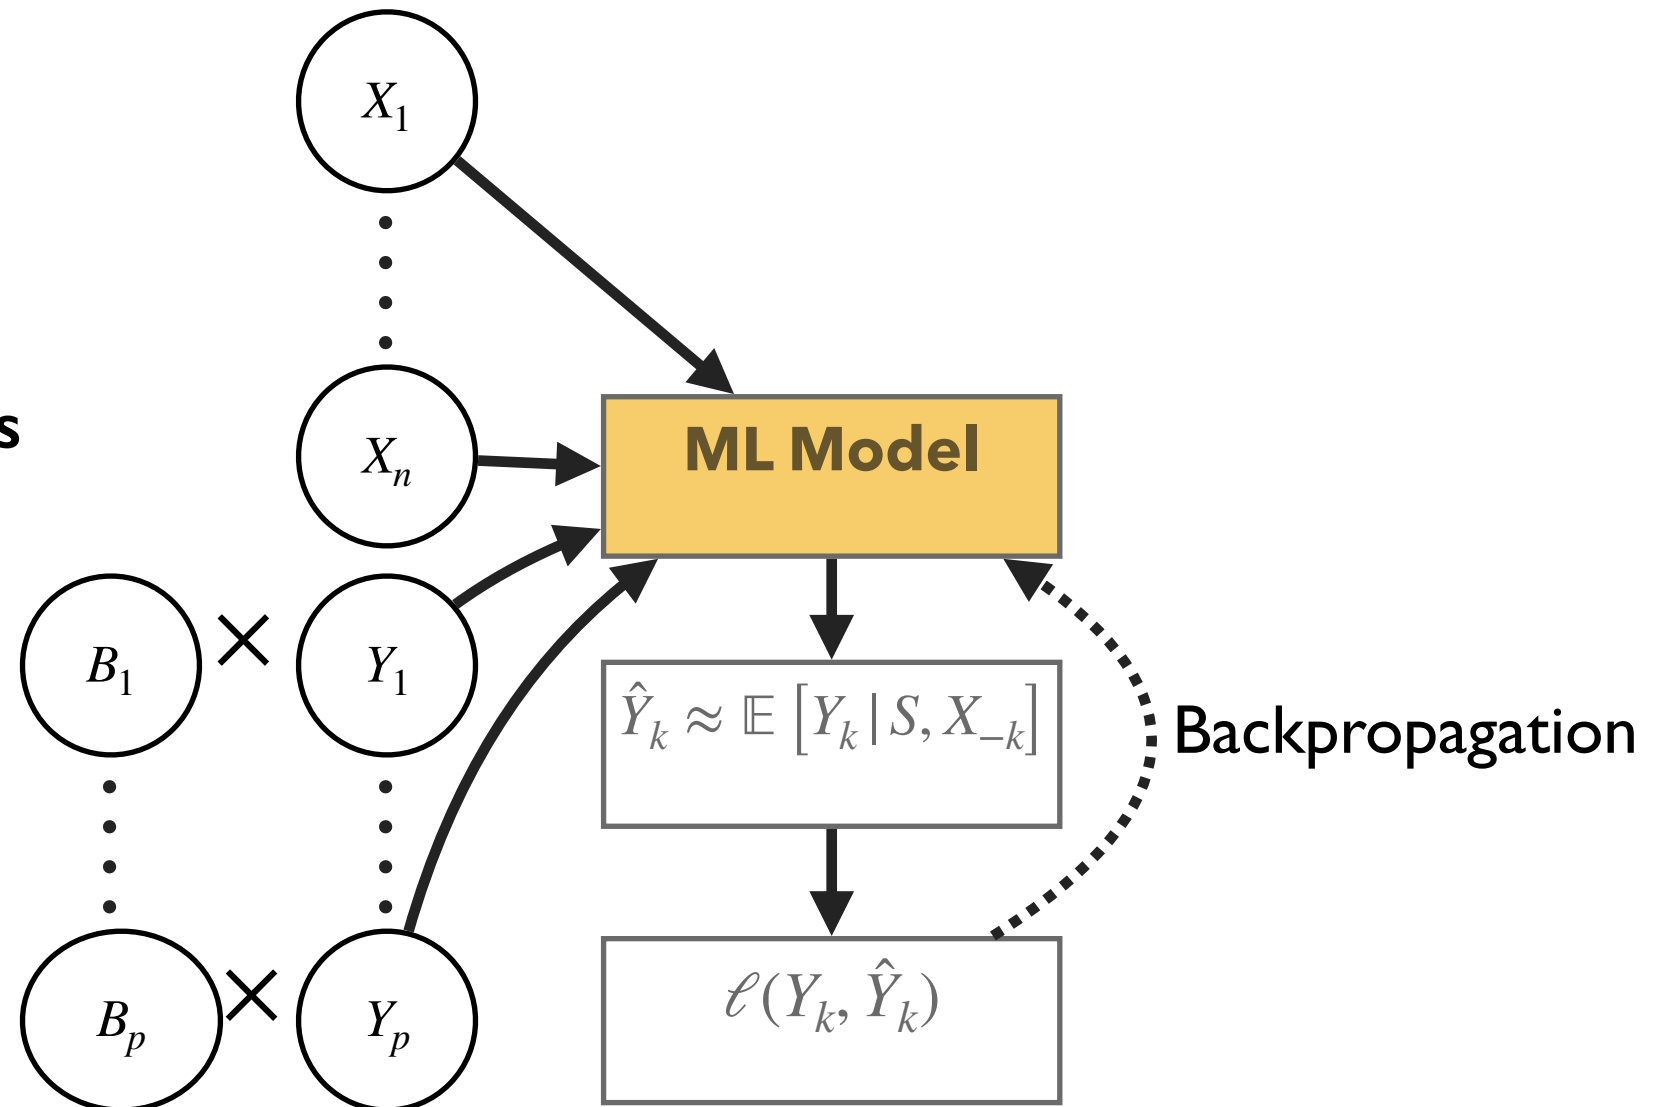 X₁
s
Xₙ
ML Model
B₁ × Y₁
Ŷₖ ≈ 𝔼 [Yₖ | S, X₋ₖ]
Backpropagation
Bₚ × Yₚ
ℓ(Yₖ, Ŷₖ)